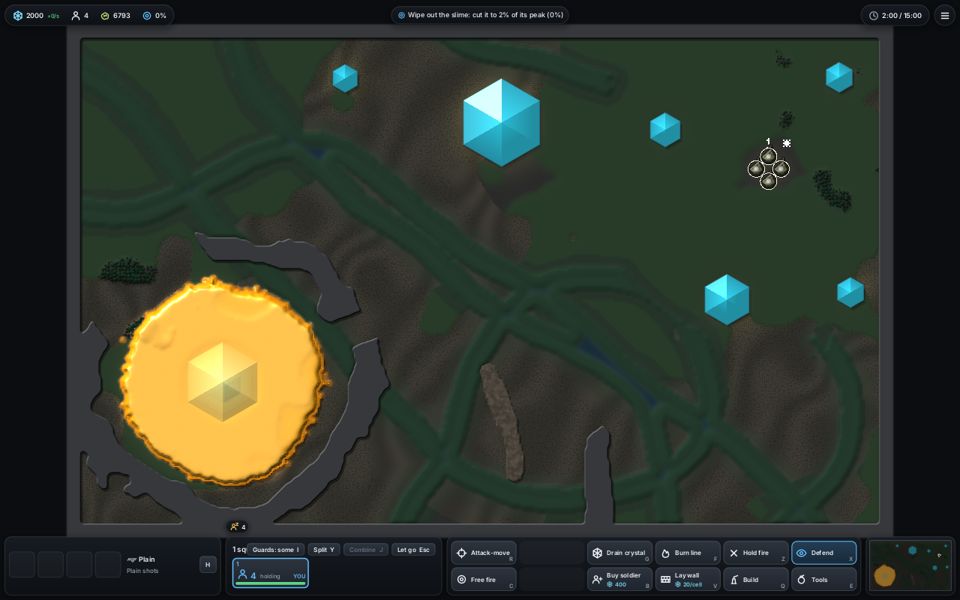 2000 +0/s 4 6793 0%
Wipe out the slime: cut it to 2% of its peak (0%)
2:00 / 15:00
1
4
Plain
Plain shots
H
1 sq
Guards: some I
Split Y
Combine J
Let go Esc
1
4 holding YOU
Attack-move R
Drain crystal G
Burn line F
Hold fire Z
Defend X
Free fire C
Buy soldier 400 B
Lay wall 20/cell V
Build Q
Tools E